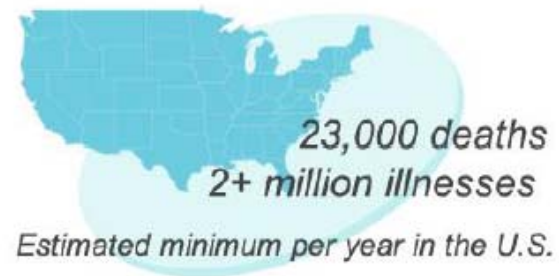 23,000 deaths
2+ million illnesses
Estimated minimum per year in the U.S.